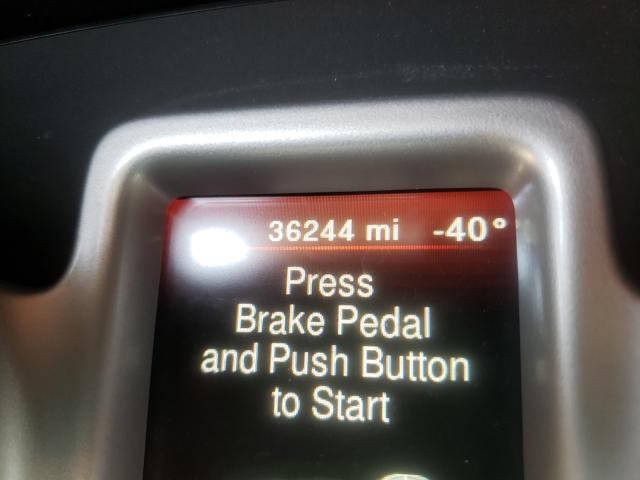 36244 mi -40°
Press
Brake Pedal
and Push Button
to Start